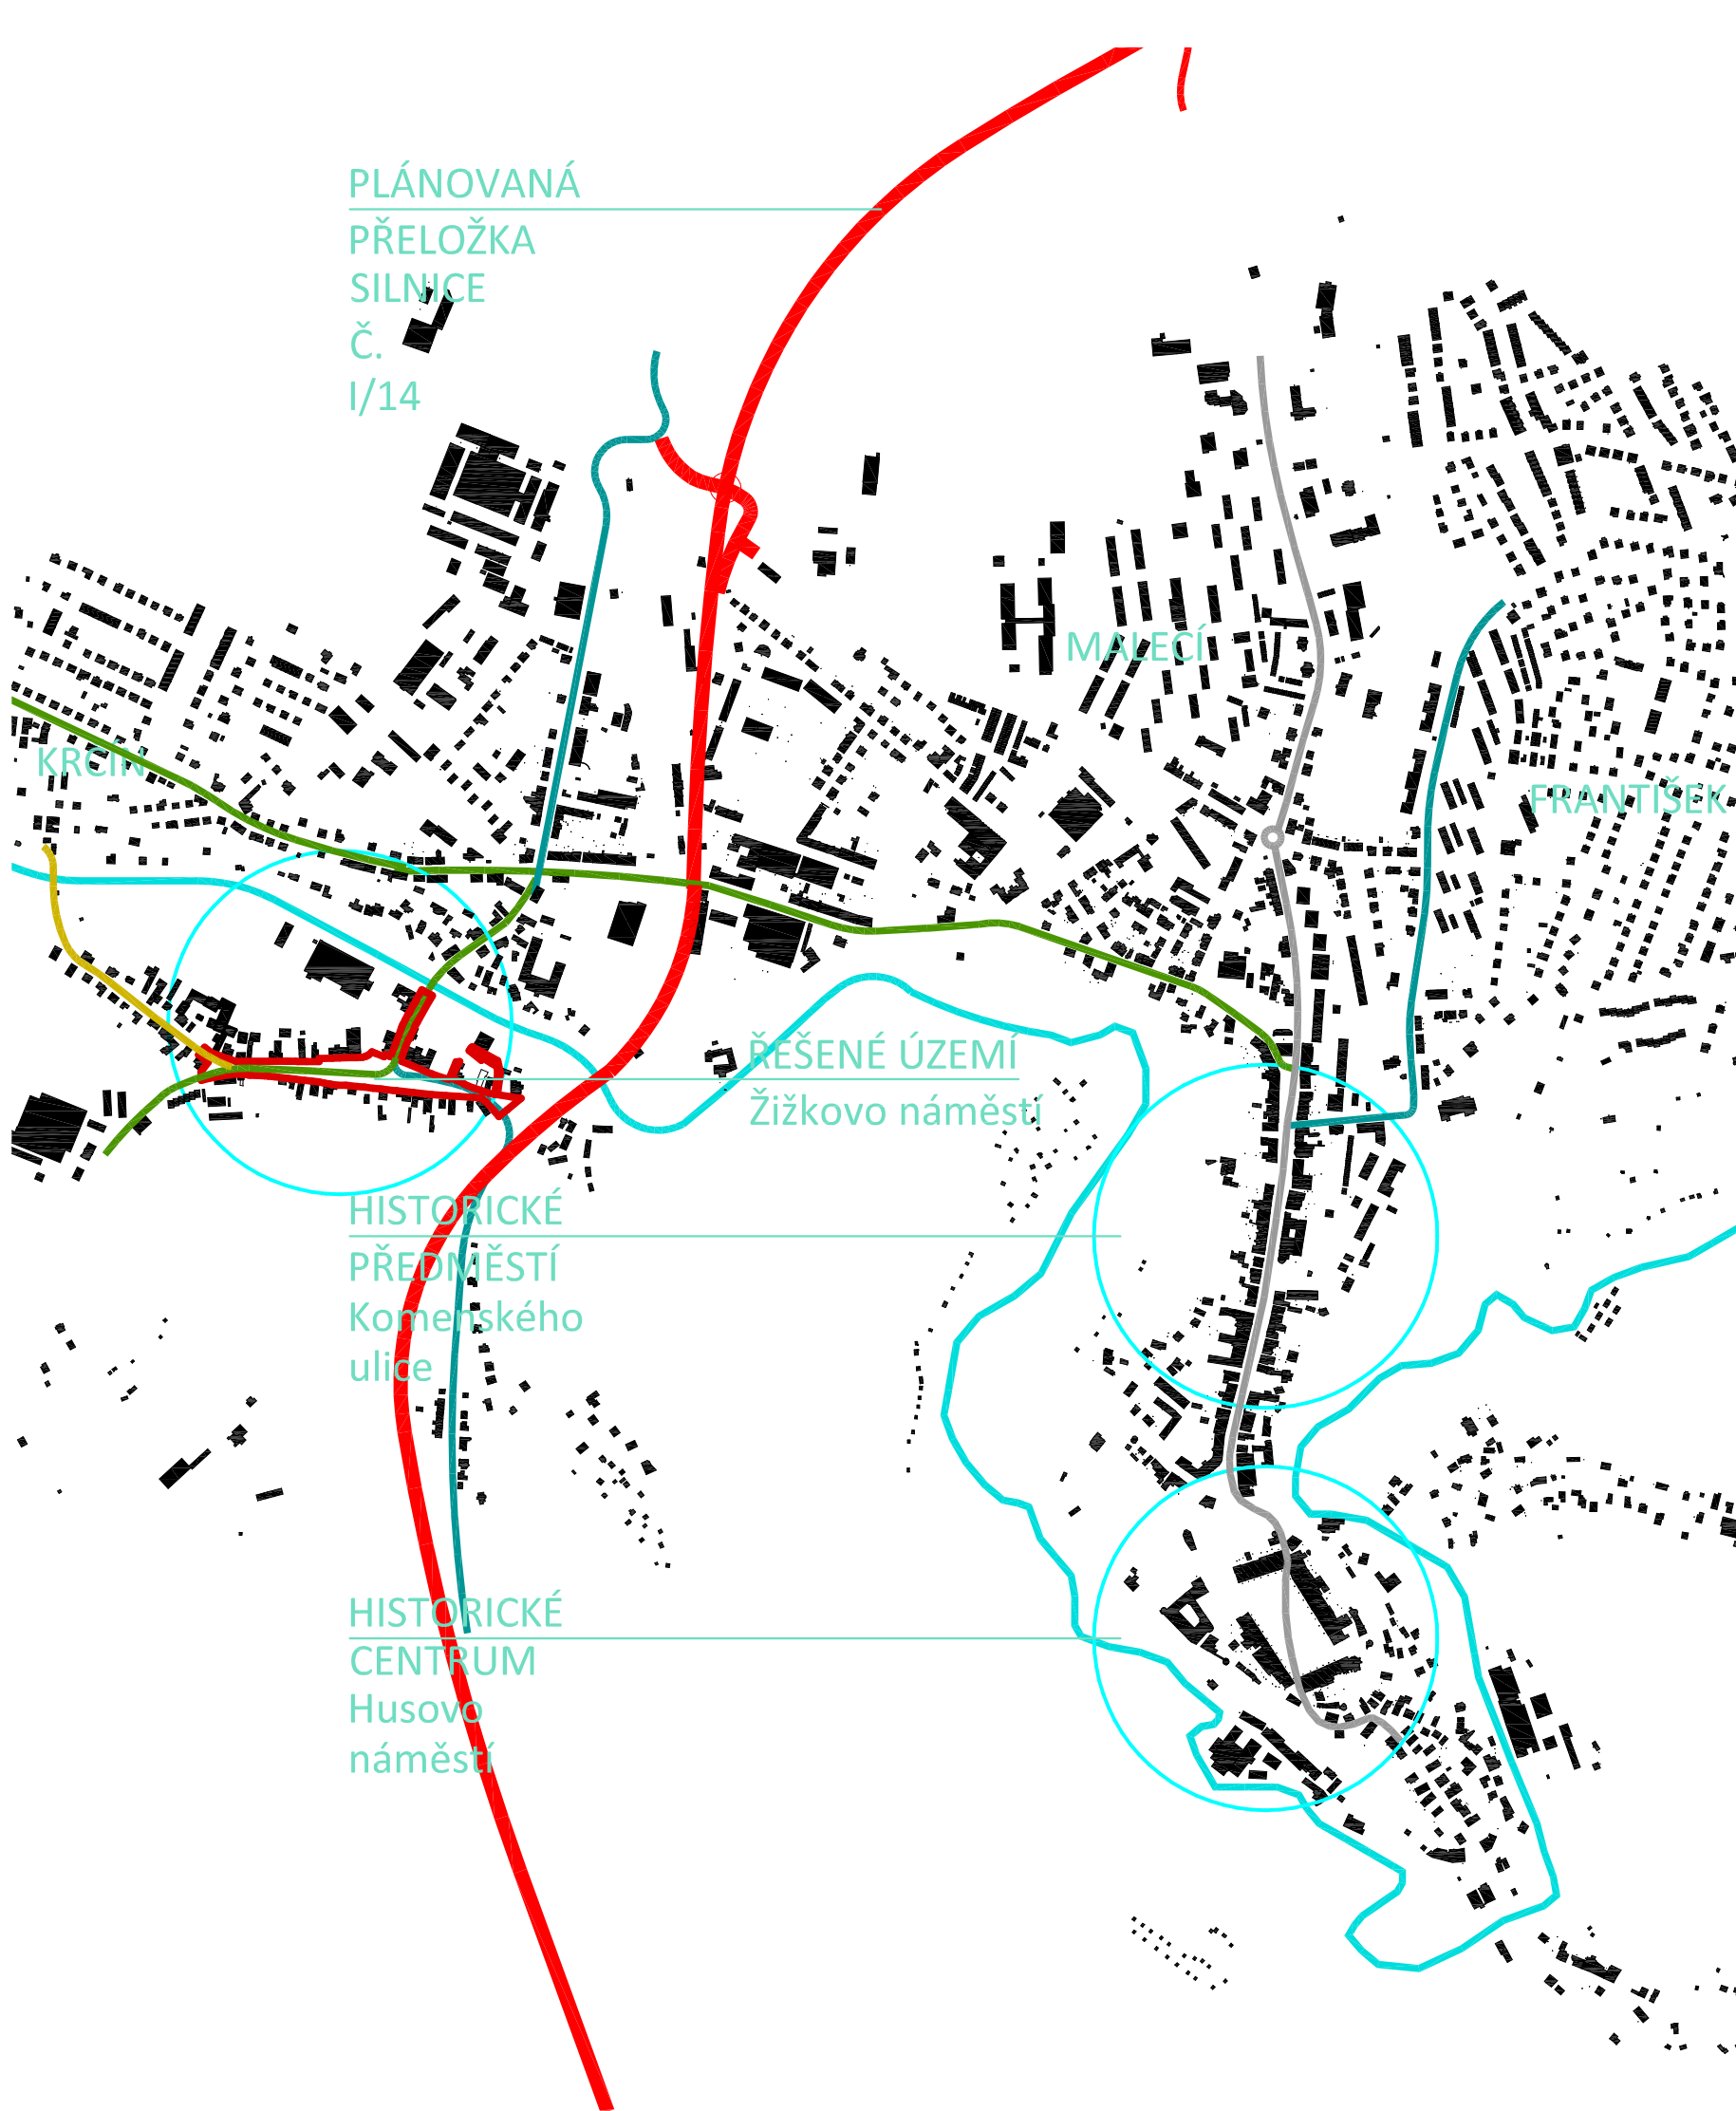 PLÁNOVANÁ
PŘELOŽKA
SILNICE
Č.
I/14
MALECÍ
KRČÍN
FRANTIŠEK
ŘEŠENÉ ÚZEMÍ
Žižkovo náměstí
HISTORICKÉ
PŘEDMĚSTÍ
Komenského
ulice
HISTORICKÉ
CENTRUM
Husovo
náměstí